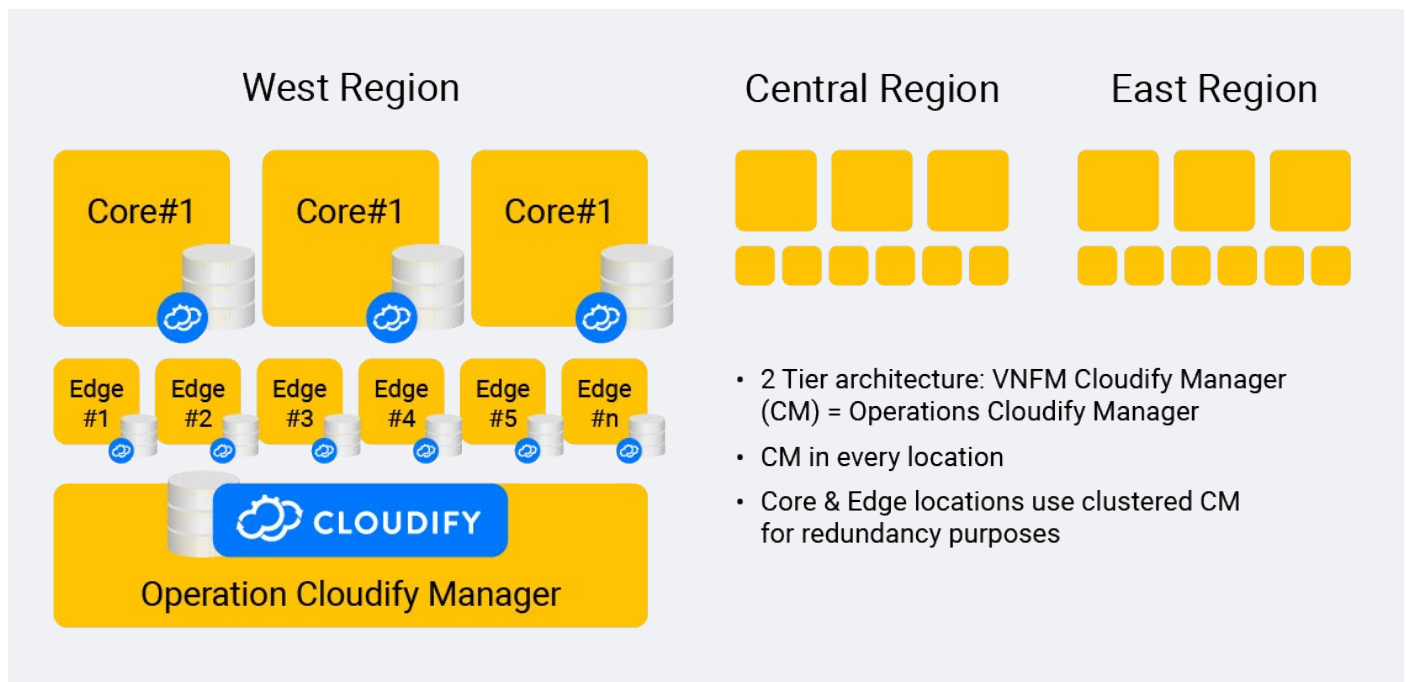 West Region
Central Region
East Region
Core#1
Core#1
Core#1
Edge
#1
Edge
#2
Edge
#3
Edge
#4
Edge
#5
Edge
#n
CLOUDIFY
Operation Cloudify Manager
• 2 Tier architecture: VNFM Cloudify Manager
(CM) = Operations Cloudify Manager
• CM in every location
• Core & Edge locations use clustered CM
for redundancy purposes